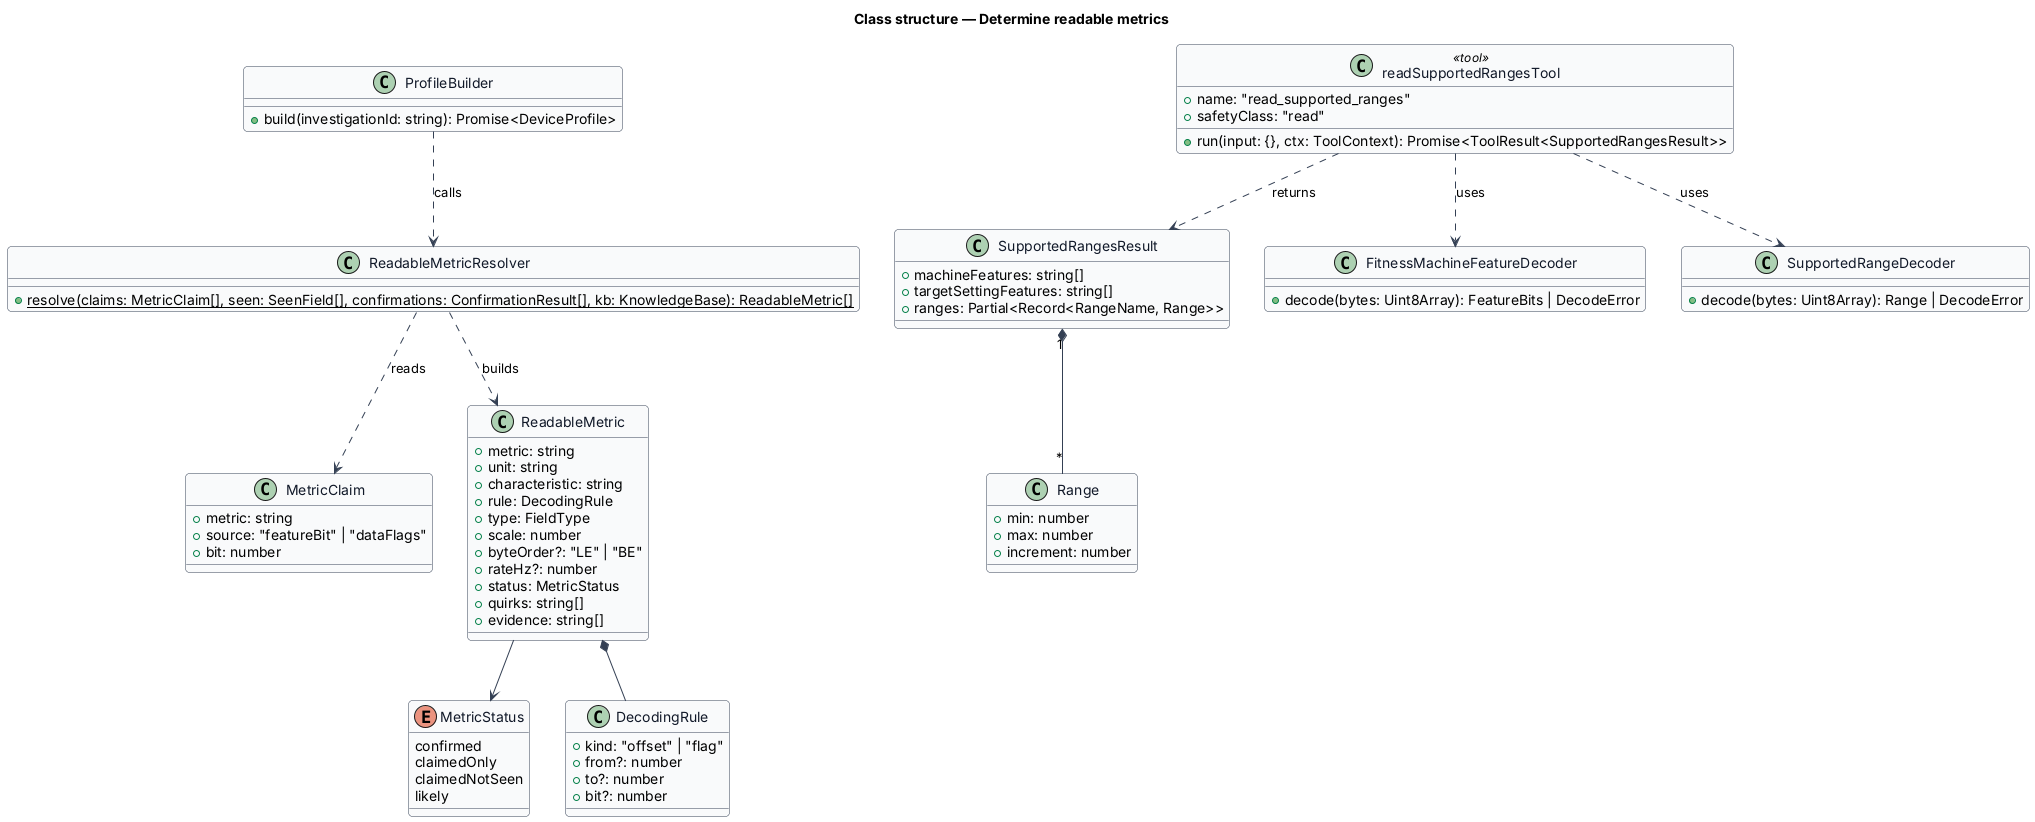 Class structure — Determine readable metrics
C ProfileBuilder
build(investigationId: string): Promise<DeviceProfile>
calls
C ReadableMetricResolver
resolve(claims: MetricClaim[], seen: SeenField[], confirmations: ConfirmationResult[], kb: KnowledgeBase): ReadableMetric[]
reads
builds
C MetricClaim
metric: string
source: "featureBit" | "dataFlags"
bit: number
C ReadableMetric
metric: string
unit: string
characteristic: string
rule: DecodingRule
type: FieldType
scale: number
byteOrder?: "LE" | "BE"
rateHz?: number
status: MetricStatus
quirks: string[]
evidence: string[]
E MetricStatus
confirmed
claimedOnly
claimedNotSeen
likely
C DecodingRule
kind: "offset" | "flag"
from?: number
to?: number
bit?: number
«tool»
C readSupportedRangesTool
name: "read_supported_ranges"
safetyClass: "read"
run(input: {}, ctx: ToolContext): Promise<ToolResult<SupportedRangesResult>>
returns
uses
uses
C SupportedRangesResult
machineFeatures: string[]
targetSettingFeatures: string[]
ranges: Partial<Record<RangeName, Range>>
1
*
C Range
min: number
max: number
increment: number
C FitnessMachineFeatureDecoder
decode(bytes: Uint8Array): FeatureBits | DecodeError
C SupportedRangeDecoder
decode(bytes: Uint8Array): Range | DecodeError